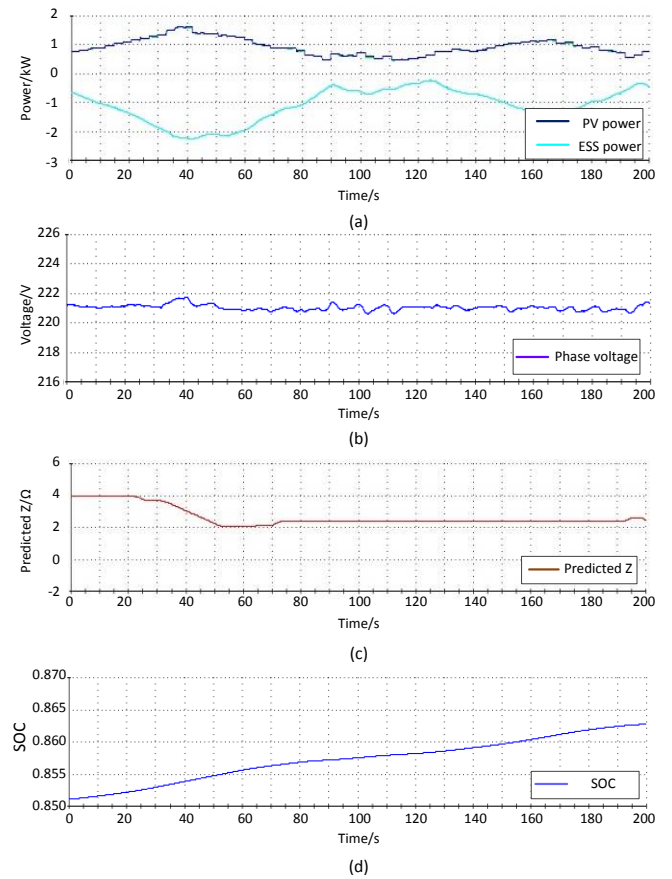 2
1
0
-1
-2
-3
Power/kW
PV power
ESS power
0 20 40 60 80 100 120 140 160 180 200
Time/s
(a)
226
224
222
220
218
216
Voltage/V
Phase voltage
0 20 40 60 80 100 120 140 160 180 200
Time/s
(b)
6
4
2
0
-2
Predicted Z/Ω
Predicted Z
0 20 40 60 80 100 120 140 160 180 200
Time/s
(c)
0.870
0.865
0.860
0.855
0.850
SOC
SOC
0 20 40 60 80 100 120 140 160 180 200
Time/s
(d)